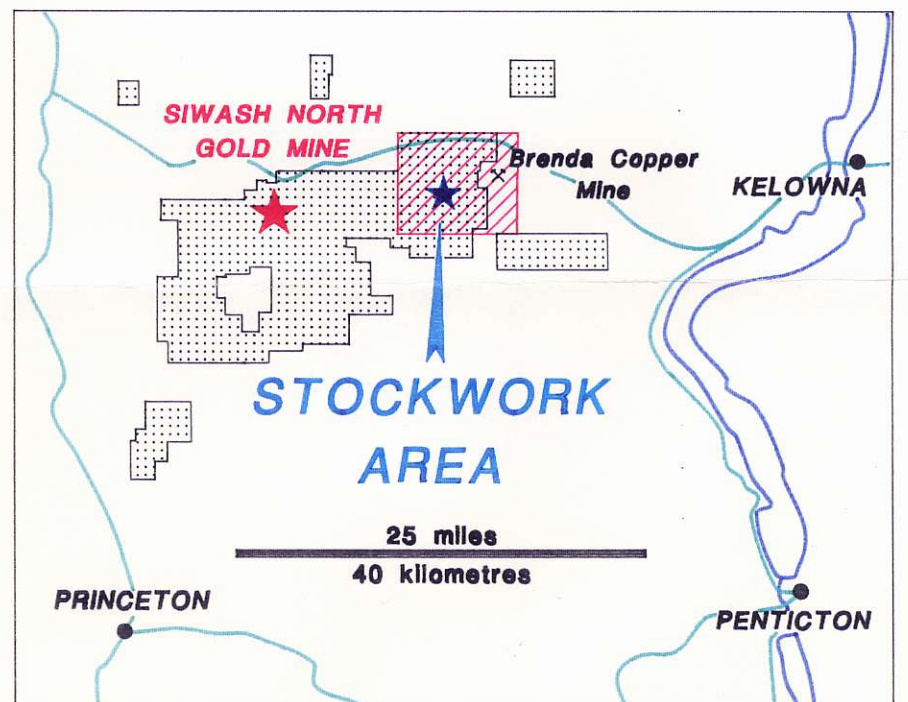 SIWASH NORTH
GOLD MINE
Brenda Copper
Mine
KELOWNA
STOCKWORK
AREA
25 miles
40 kilometres
PRINCETON
PENTICTON